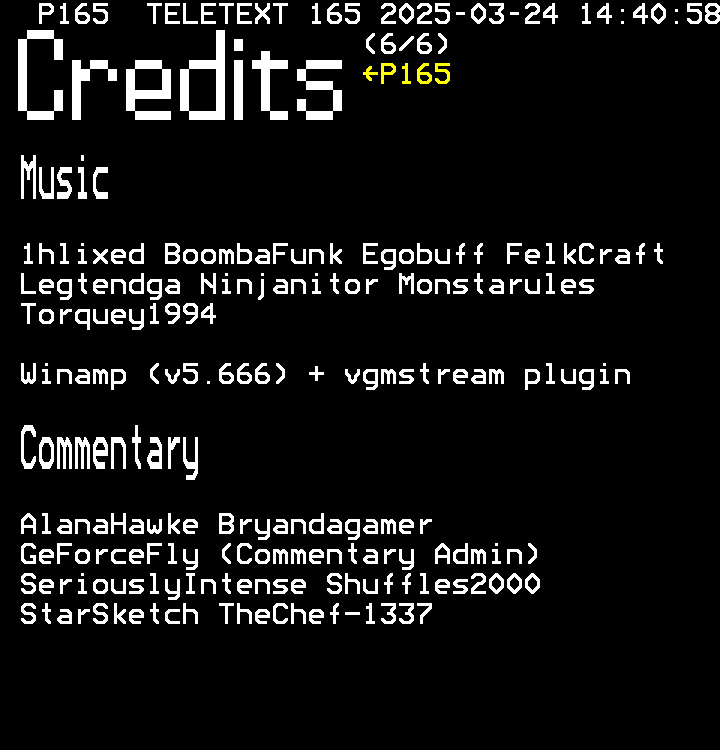 P165 TELETEXT 165 2025-03-24 14:40:58
Credits (6/6)
←P165
Music
1hlixed BoombaFunk Egobuff FelkCraft
Legtendga Ninjanitor Monstarules
Torquey1994
Winamp (v5.666) + vgmstream plugin
Commentary
AlanaHawke Bryandagamer
GeForceFly (Commentary Admin)
SeriouslyIntense Shuffles2000
StarSketch TheChef-1337